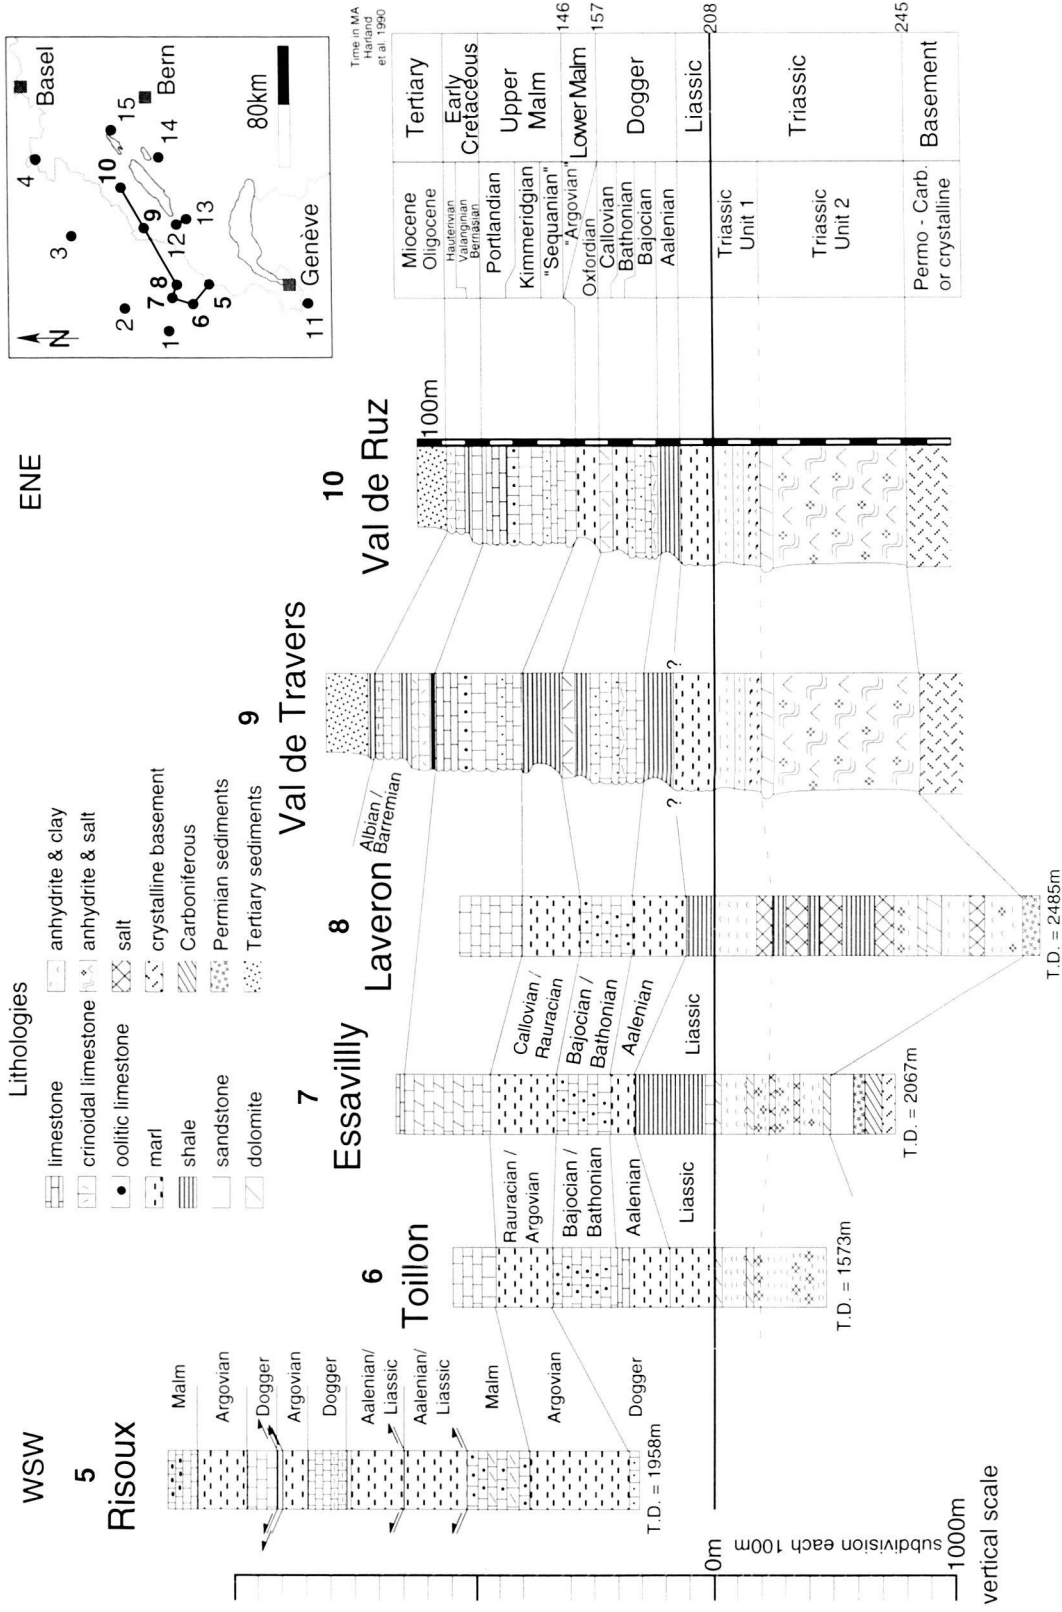 WSW
ENE
Lithologies
limestone
crinoidal limestone
oolitic limestone
marl
shale
sandstone
dolomite
anhydrite & clay
anhydrite & salt
salt
crystalline basement
Carboniferous
Permian sediments
Tertiary sediments
N
Basel
Bern
Genève
80km
1
2
3
4
5
6
7
8
9
10
11
12
13
14
15
5
Risoux
Malm
Argovian
Dogger
Argovian
Dogger
Aalenian/
Liassic
Aalenian/
Liassic
Malm
Argovian
Dogger
T.D. = 1958m
6
Toillon
Rauracian /
Argovian
Bajocian /
Bathonian
Aalenian
Liassic
T.D. = 1573m
7
Essavillly
Callovian /
Rauracian
Bajocian /
Bathonian
Aalenian
Liassic
T.D. = 2067m
8
Laveron
T.D. = 2485m
9
Val de Travers
Albian /
Barremian
?
?
10
Val de Ruz
100m
Time in MA
Harland
et al. 1990
Miocene
Oligocene
Tertiary
Hauterivian
Valanginian
Berriasian
Early
Cretaceous
Portlandian
Kimmeridgian
"Sequanian"
Upper
Malm
146
"Argovian"
Oxfordian
Lower Malm
157
Callovian
Bathonian
Bajocian
Aalenian
Dogger
Liassic
208
Triassic
Unit 1
Triassic
Unit 2
Triassic
245
Permo - Carb.
or crystalline
Basement
0m
1000m
subdivision each 100m
vertical scale